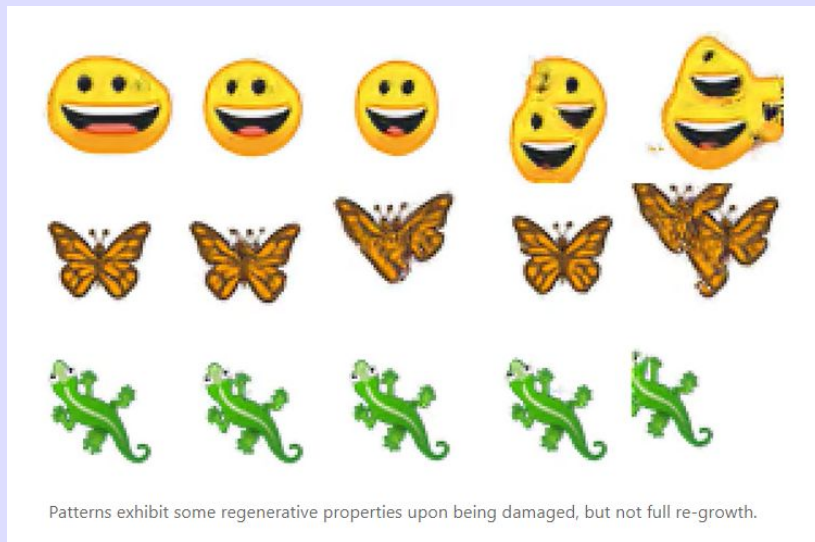 Patterns exhibit some regenerative properties upon being damaged, but not full re-growth.